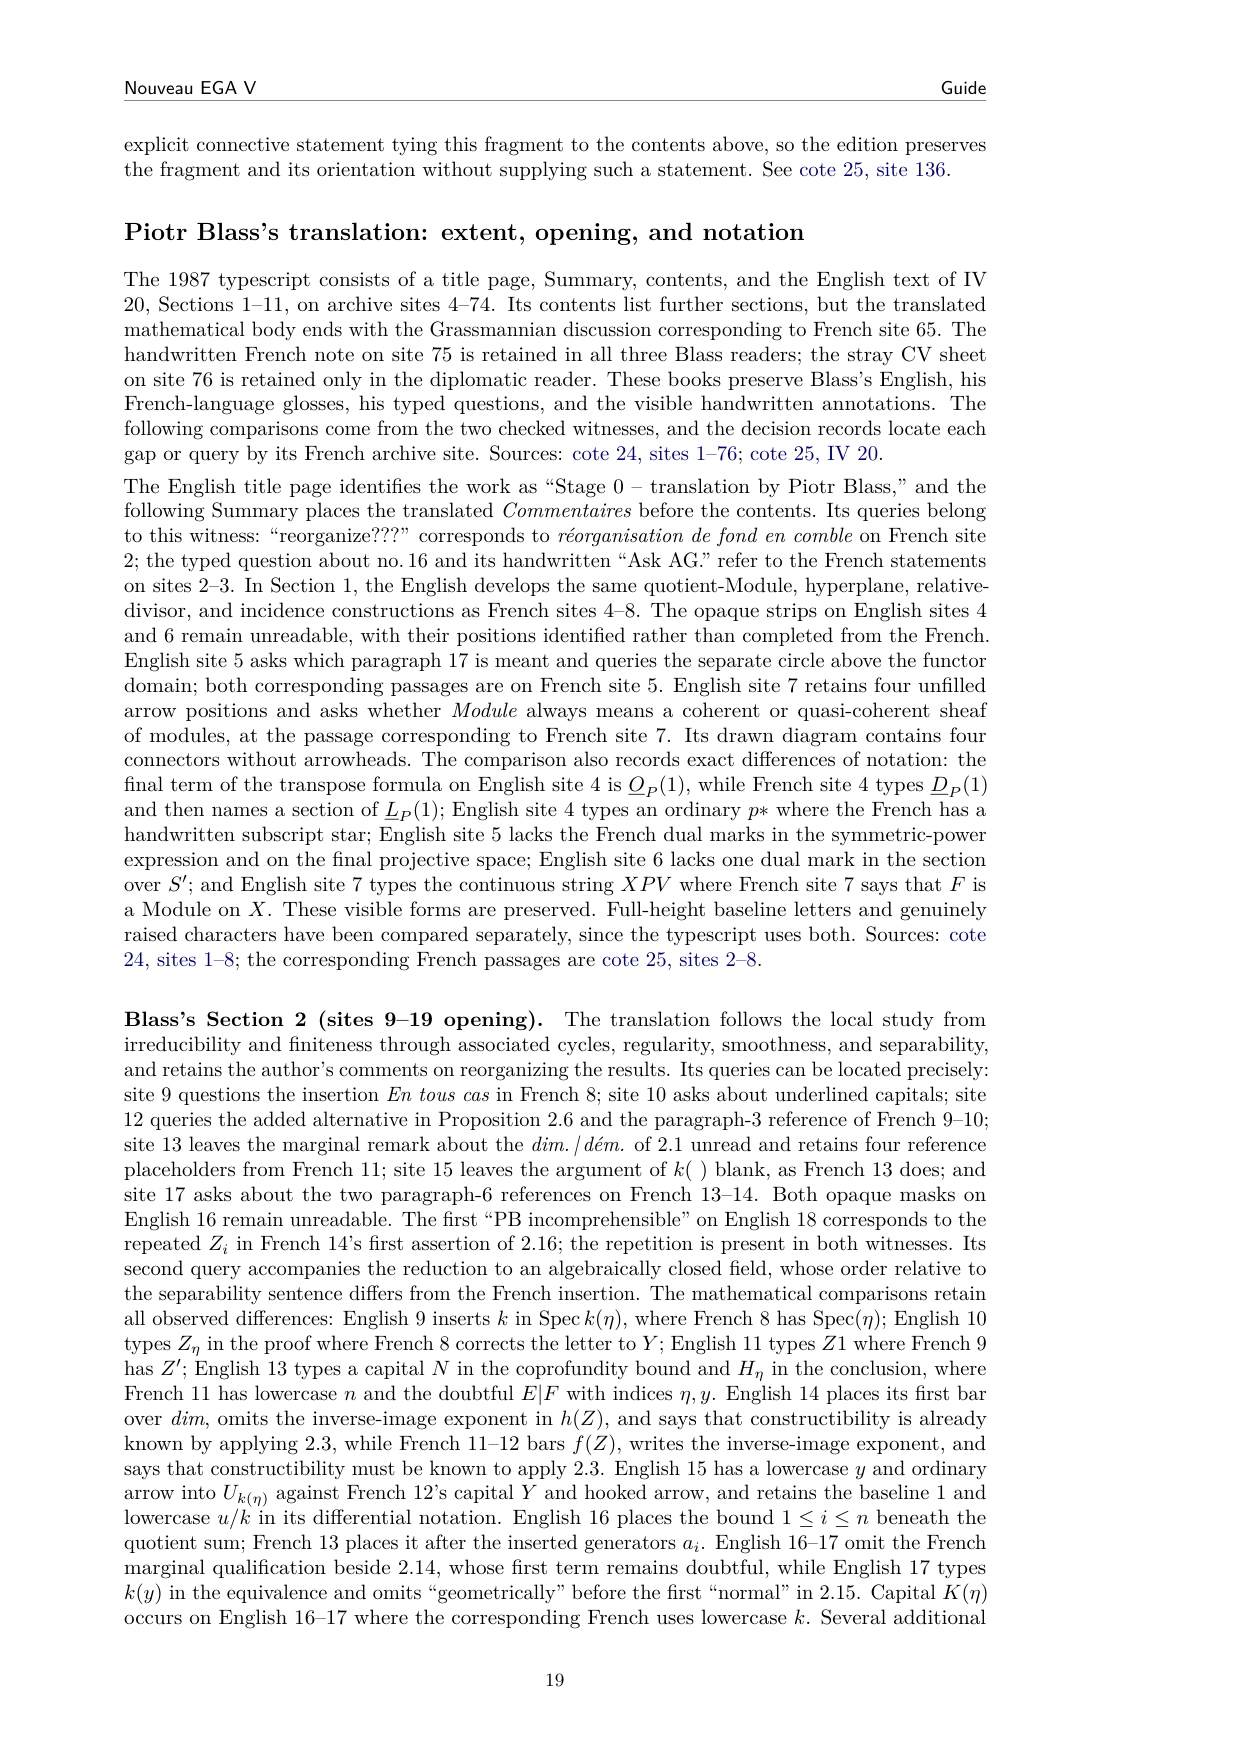 Nouveau EGA V Guide
explicit connective statement tying this fragment to the contents above, so the edition preserves
the fragment and its orientation without supplying such a statement. See cote 25, site 136.
Piotr Blass's translation: extent, opening, and notation
The 1987 typescript consists of a title page, Summary, contents, and the English text of IV
20, Sections 1–11, on archive sites 4–74. Its contents list further sections, but the translated
mathematical body ends with the Grassmannian discussion corresponding to French site 65. The
handwritten French note on site 75 is retained in all three Blass readers; the stray CV sheet
on site 76 is retained only in the diplomatic reader. These books preserve Blass's English, his
French-language glosses, his typed questions, and the visible handwritten annotations. The
following comparisons come from the two checked witnesses, and the decision records locate each
gap or query by its French archive site. Sources: cote 24, sites 1–76; cote 25, IV 20.
The English title page identifies the work as “Stage 0 – translation by Piotr Blass,” and the
following Summary places the translated Commentaires before the contents. Its queries belong
to this witness: “reorganize???” corresponds to réorganisation de fond en comble on French site
2; the typed question about no. 16 and its handwritten “Ask AG.” refer to the French statements
on sites 2–3. In Section 1, the English develops the same quotient-Module, hyperplane, relative-
divisor, and incidence constructions as French sites 4–8. The opaque strips on English sites 4
and 6 remain unreadable, with their positions identified rather than completed from the French.
English site 5 asks which paragraph 17 is meant and queries the separate circle above the functor
domain; both corresponding passages are on French site 5. English site 7 retains four unfilled
arrow positions and asks whether Module always means a coherent or quasi-coherent sheaf
of modules, at the passage corresponding to French site 7. Its drawn diagram contains four
connectors without arrowheads. The comparison also records exact differences of notation: the
final term of the transpose formula on English site 4 is O_P(1), while French site 4 types D_P(1)
and then names a section of L_P(1); English site 4 types an ordinary p∗ where the French has a
handwritten subscript star; English site 5 lacks the French dual marks in the symmetric-power
expression and on the final projective space; English site 6 lacks one dual mark in the section
over S′; and English site 7 types the continuous string XPV where French site 7 says that F is
a Module on X. These visible forms are preserved. Full-height baseline letters and genuinely
raised characters have been compared separately, since the typescript uses both. Sources: cote
24, sites 1–8; the corresponding French passages are cote 25, sites 2–8.
Blass's Section 2 (sites 9–19 opening). The translation follows the local study from
irreducibility and finiteness through associated cycles, regularity, smoothness, and separability,
and retains the author's comments on reorganizing the results. Its queries can be located precisely:
site 9 questions the insertion En tous cas in French 8; site 10 asks about underlined capitals; site
12 queries the added alternative in Proposition 2.6 and the paragraph-3 reference of French 9–10;
site 13 leaves the marginal remark about the dim. | dém. of 2.1 unread and retains four reference
placeholders from French 11; site 15 leaves the argument of k( ) blank, as French 13 does; and
site 17 asks about the two paragraph-6 references on French 13–14. Both opaque masks on
English 16 remain unreadable. The first “PB incomprehensible” on English 18 corresponds to the
repeated Z_i in French 14's first assertion of 2.16; the repetition is present in both witnesses. Its
second query accompanies the reduction to an algebraically closed field, whose order relative to
the separability sentence differs from the French insertion. The mathematical comparisons retain
all observed differences: English 9 inserts k in Spec k(η), where French 8 has Spec(η); English 10
types Z_η in the proof where French 8 corrects the letter to Y; English 11 types Z1 where French 9
has Z′; English 13 types a capital N in the coprofundity bound and H_η in the conclusion, where
French 11 has lowercase n and the doubtful E|F with indices η, y. English 14 places its first bar
over dim, omits the inverse-image exponent in h(Z), and says that constructibility is already
known by applying 2.3, while French 11–12 bars f(Z), writes the inverse-image exponent, and
says that constructibility must be known to apply 2.3. English 15 has a lowercase y and ordinary
arrow into U_k(η) against French 12's capital Y and hooked arrow, and retains the baseline 1 and
lowercase u/k in its differential notation. English 16 places the bound 1 ≤ i ≤ n beneath the
quotient sum; French 13 places it after the inserted generators a_i. English 16–17 omit the French
marginal qualification beside 2.14, whose first term remains doubtful, while English 17 types
k(y) in the equivalence and omits “geometrically” before the first “normal” in 2.15. Capital K(η)
occurs on English 16–17 where the corresponding French uses lowercase k. Several additional
19